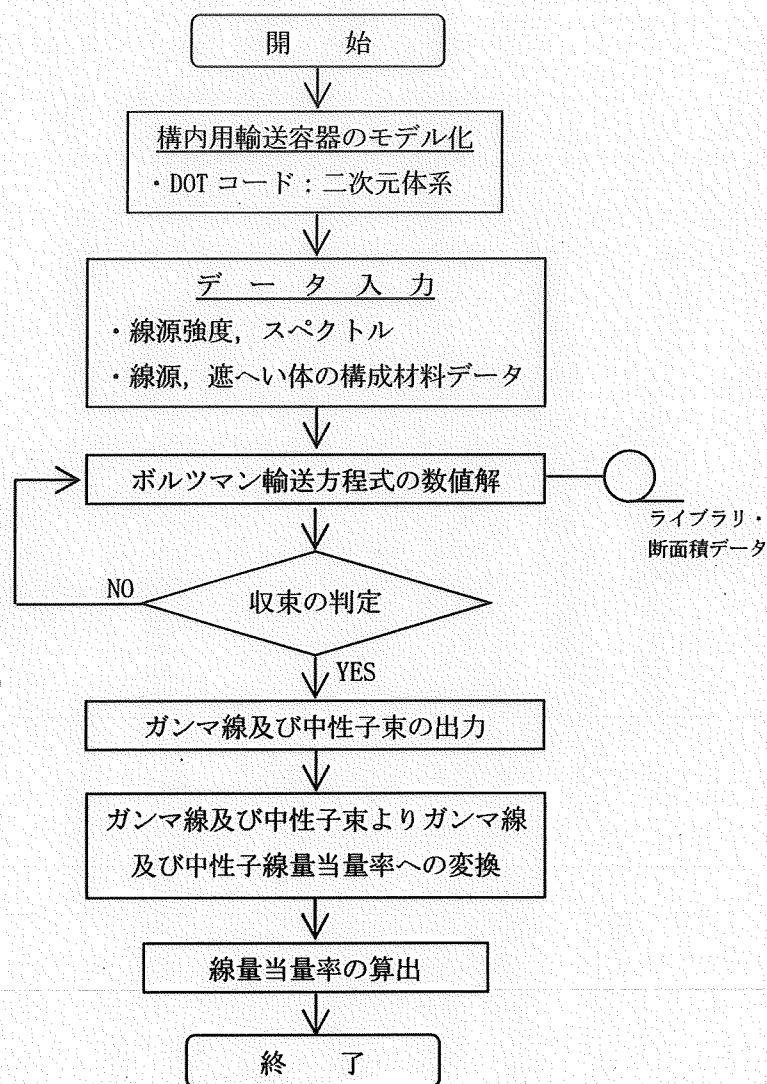 開　始
構内用輸送容器のモデル化
・DOT コード：二次元体系
デ ー タ 入 力
・線源強度，スペクトル
・線源，遮へい体の構成材料データ
ボルツマン輸送方程式の数値解
ライブラリ・
断面積データ
収束の判定
NO
YES
ガンマ線及び中性子束の出力
ガンマ線及び中性子束よりガンマ線
及び中性子線量当量率への変換
線量当量率の算出
終　了